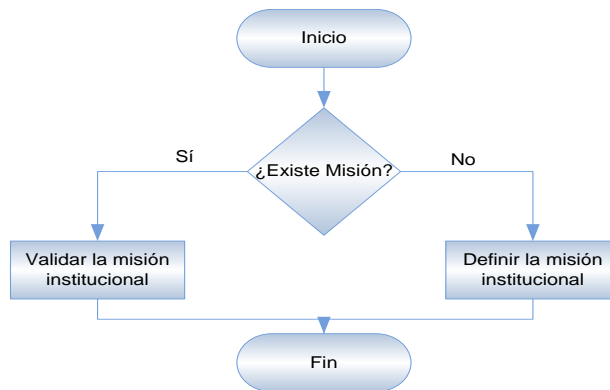 Inicio
¿Existe Misión?
Sí
No
Validar la misión
institucional
Definir la misión
institucional
Fin